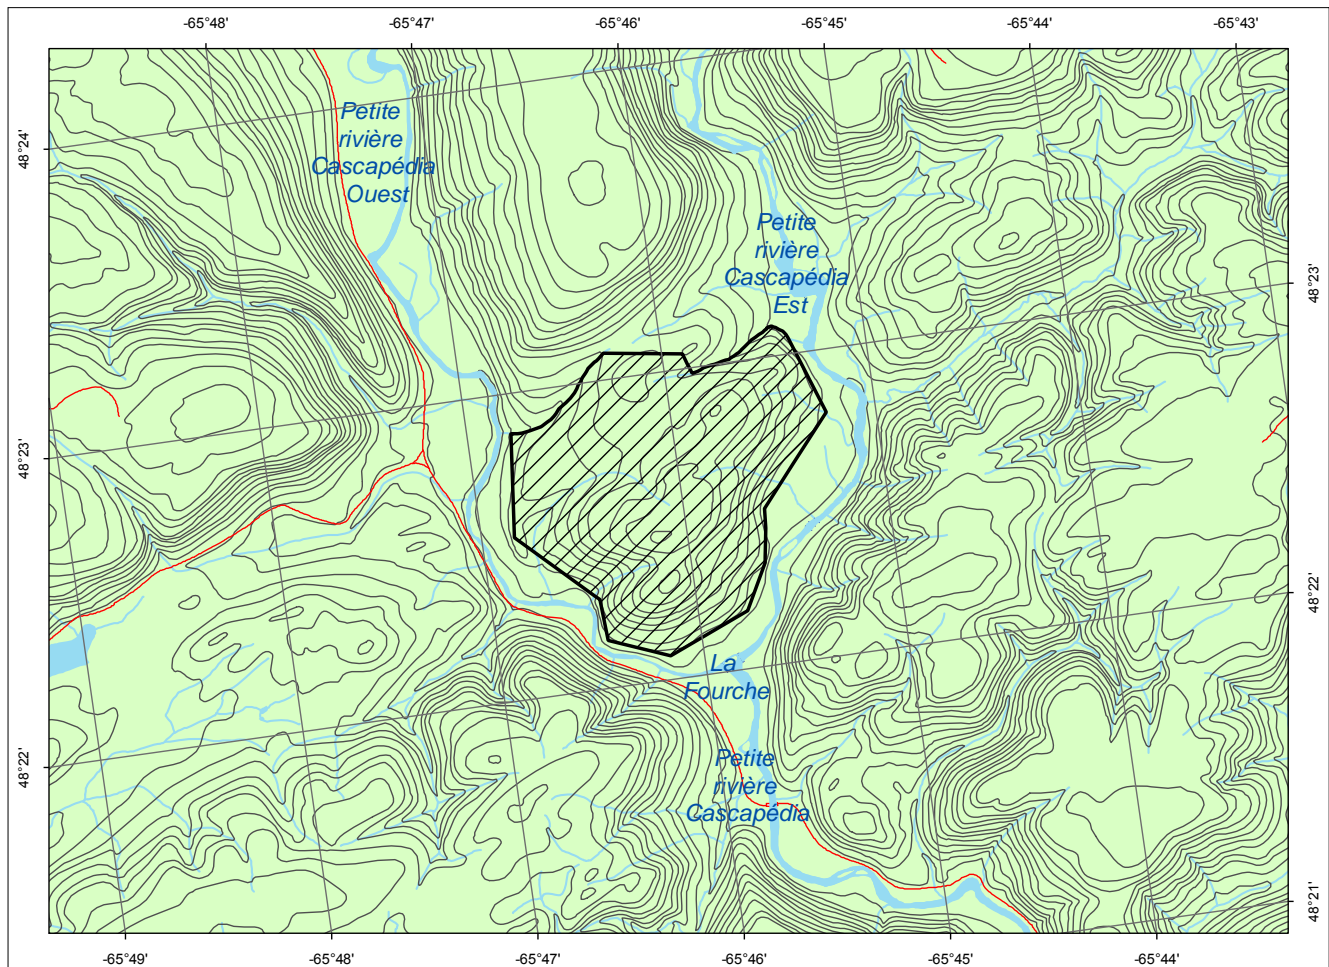 -65°48' -65°47' -65°46' -65°45' -65°44' -65°43'
48°24'
Petite
rivière
Cascapédia
Ouest
Petite
rivière
Cascapédia
Est
48°23'
48°23'
48°22'
La
Fourche
48°22'
Petite
rivière
Cascapédia
48°21'
-65°49' -65°48' -65°47' -65°46' -65°45' -65°44'